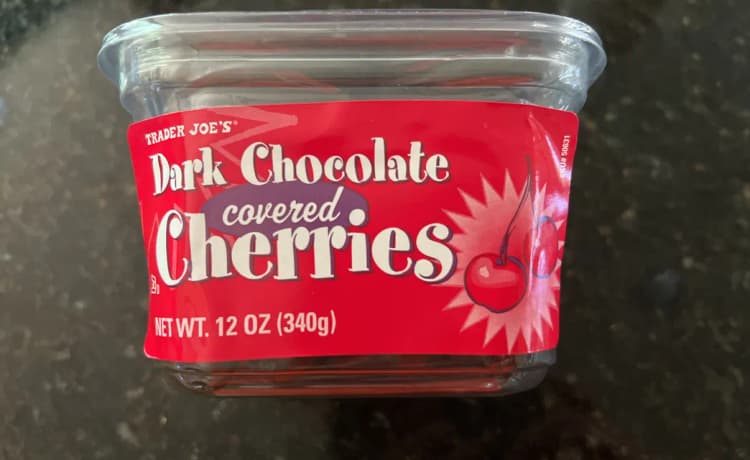 TRADER JOE'S®
Dark Chocolate
covered
Cherries
NET WT. 12 OZ (340g)